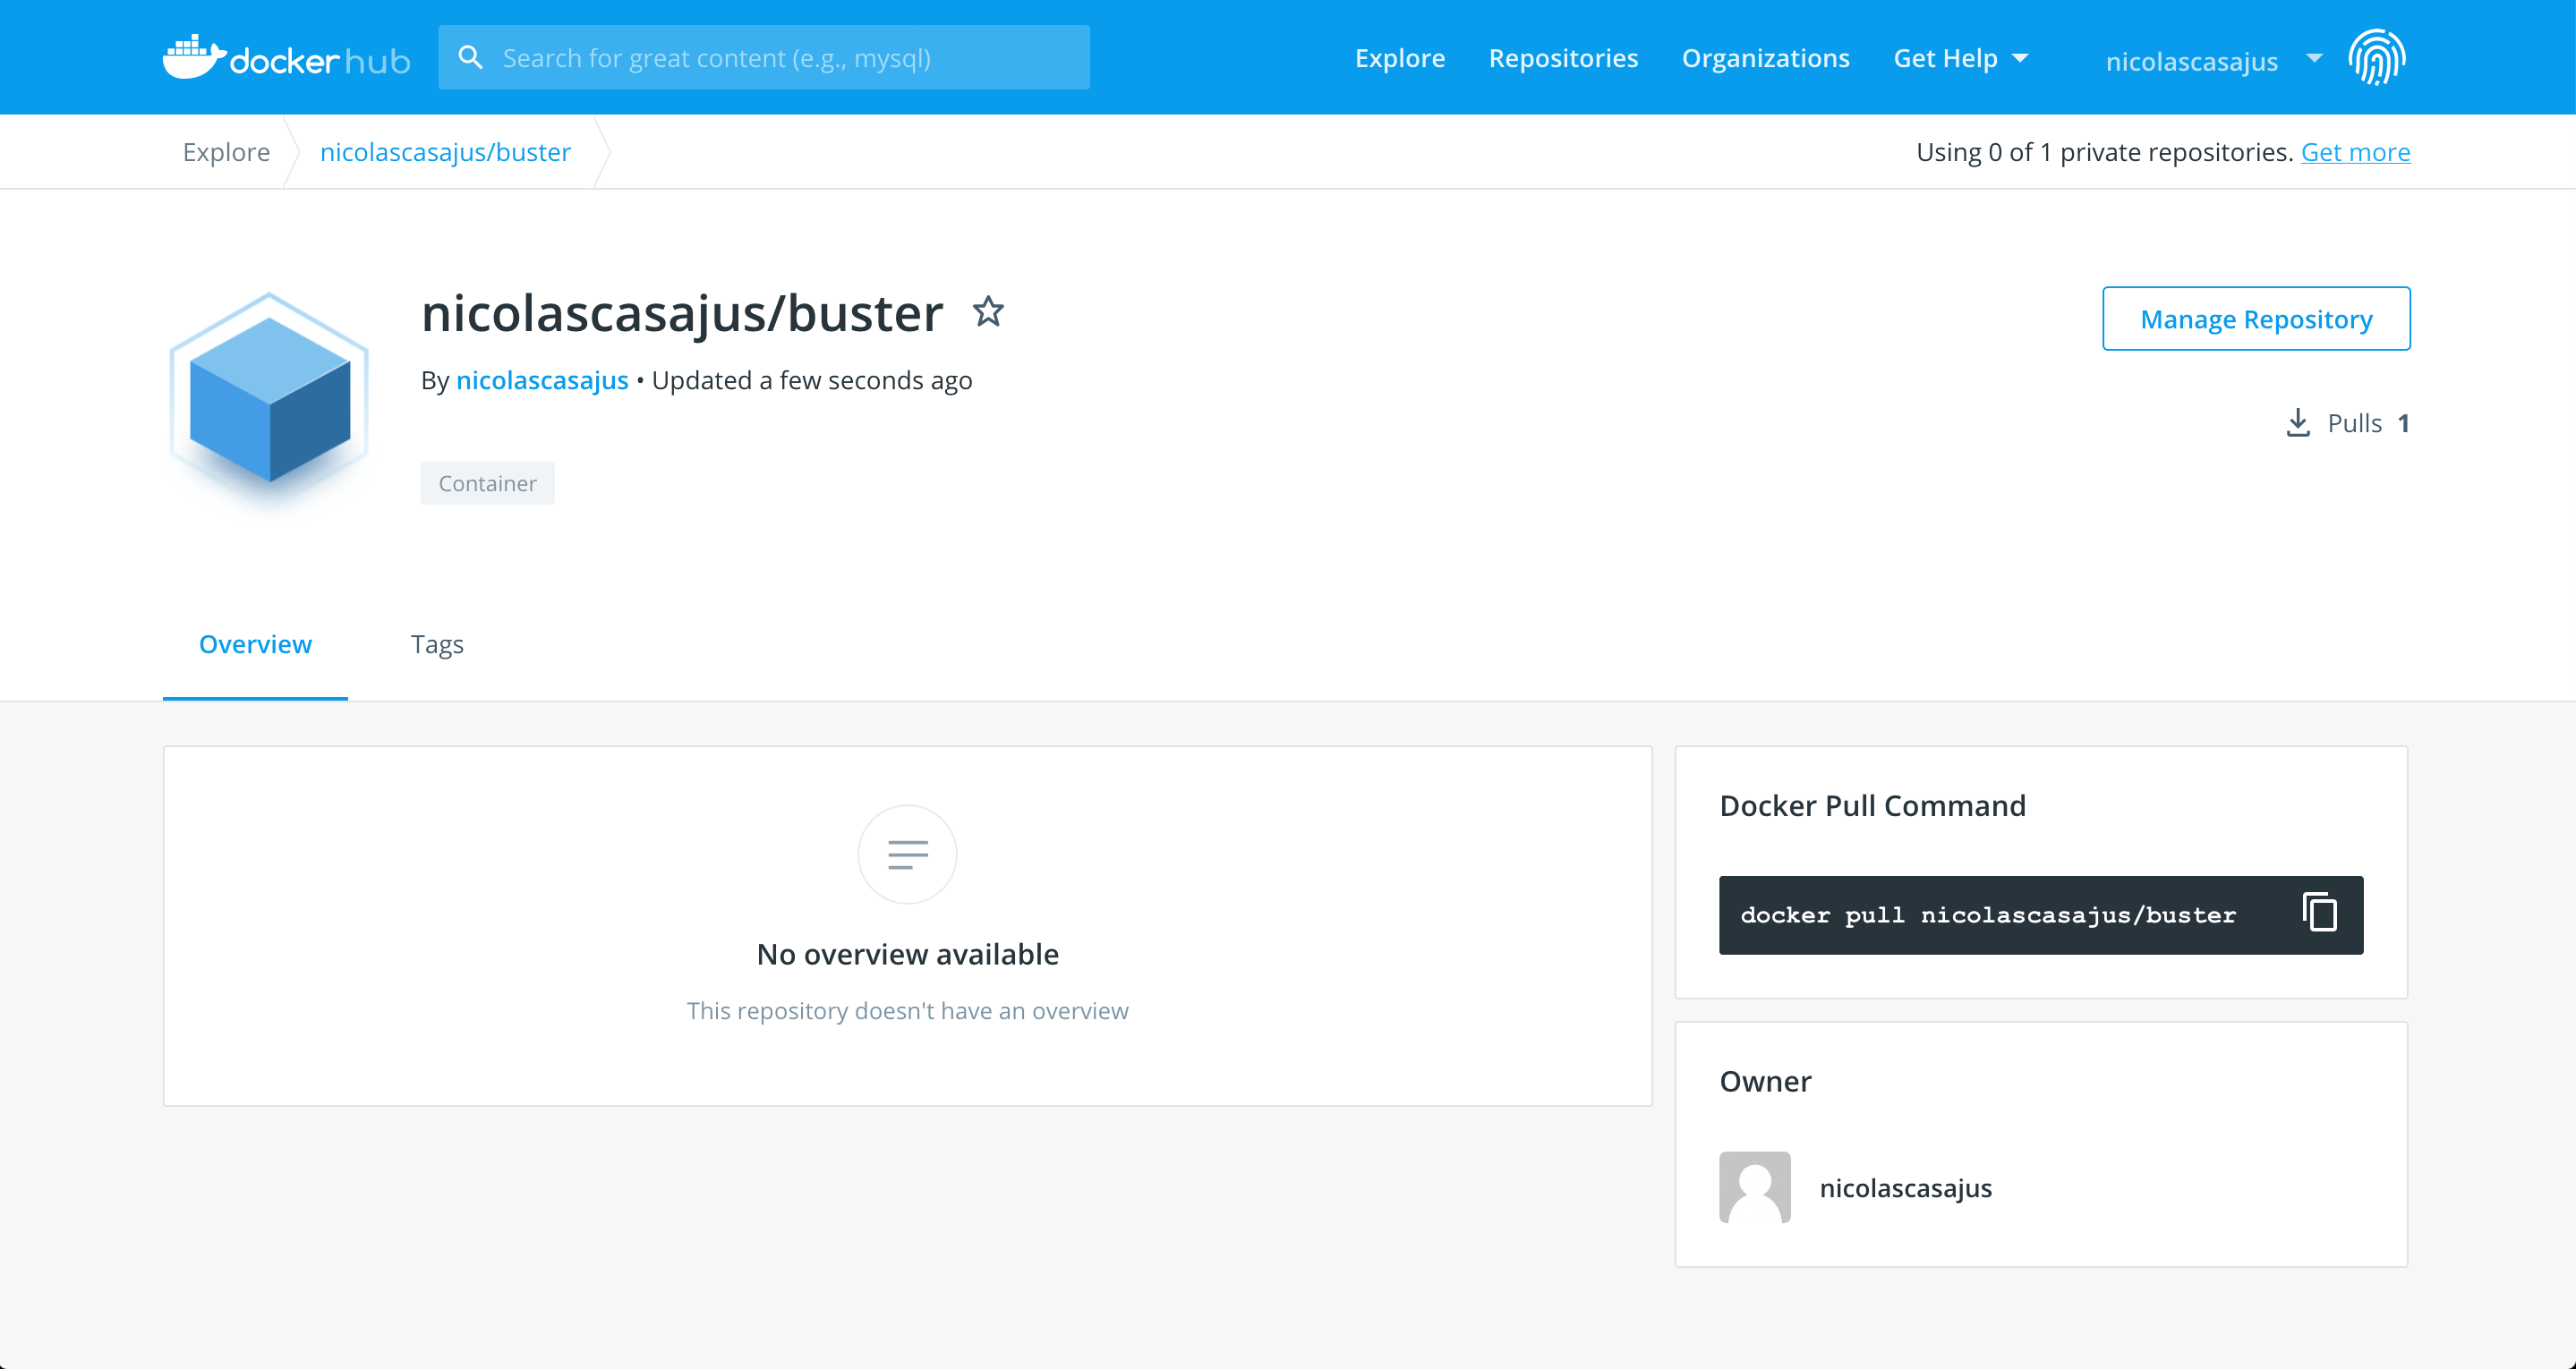 docker hub
Search for great content (e.g., mysql)
Explore
Repositories
Organizations
Get Help
nicolascasajus
Explore
nicolascasajus/buster
Using 0 of 1 private repositories. Get more
nicolascasajus/buster
Manage Repository
By nicolascasajus • Updated a few seconds ago
Pulls 1
Container
Overview
Tags
No overview available
This repository doesn't have an overview
Docker Pull Command
docker pull nicolascasajus/buster
Owner
nicolascasajus